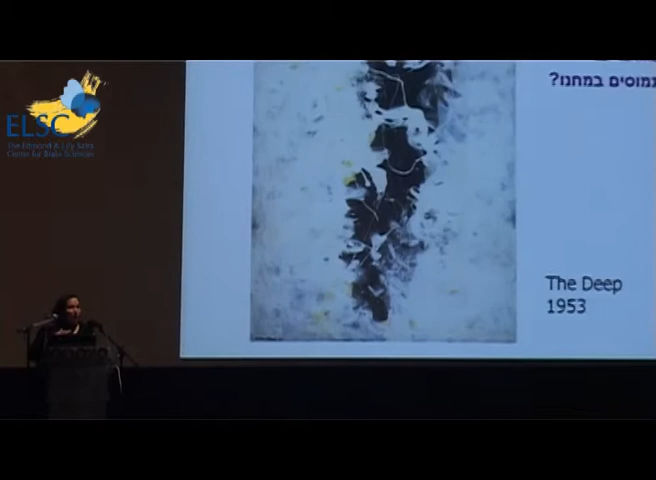 נמוסים במחנו?
ELSC
The Edmond & Lily Safra
Center for Brain Sciences
The Deep
1953